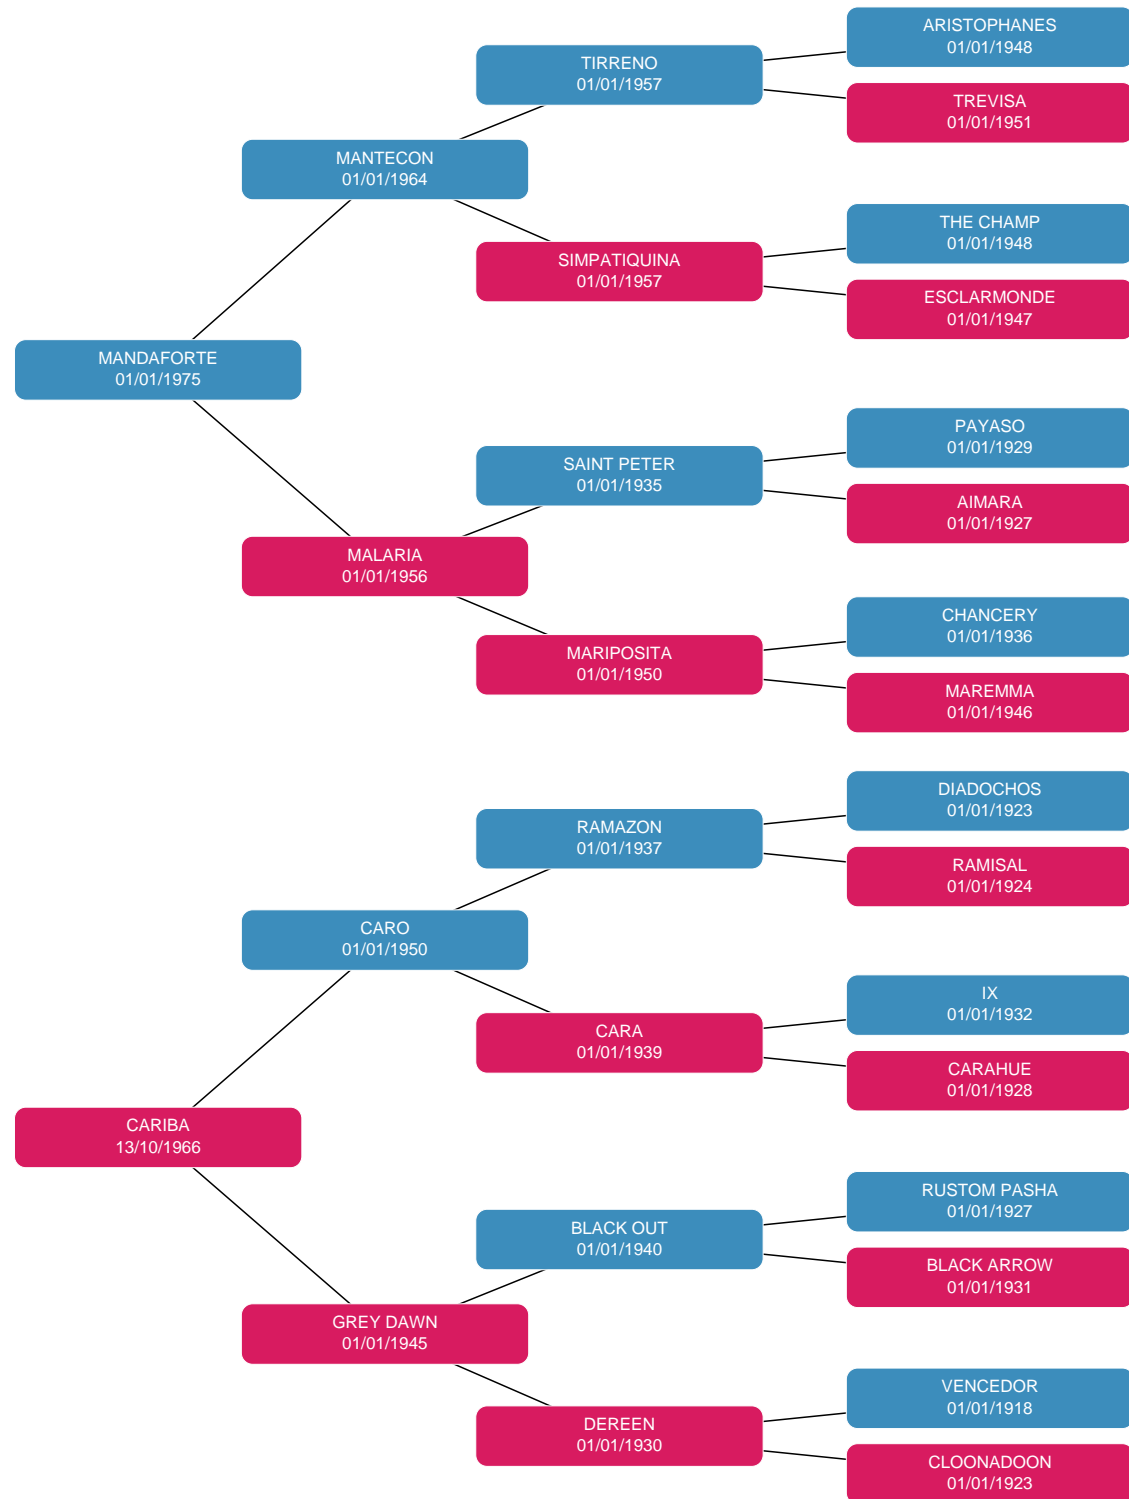 ARISTOPHANES
01/01/1948
TIRRENO
01/01/1957
TREVISA
01/01/1951
MANTECON
01/01/1964
THE CHAMP
01/01/1948
SIMPATIQUINA
01/01/1957
ESCLARMONDE
01/01/1947
MANDAFORTE
01/01/1975
PAYASO
01/01/1929
SAINT PETER
01/01/1935
AIMARA
01/01/1927
MALARIA
01/01/1956
CHANCERY
01/01/1936
MARIPOSITA
01/01/1950
MAREMMA
01/01/1946
DIADOCHOS
01/01/1923
RAMAZON
01/01/1937
RAMISAL
01/01/1924
CARO
01/01/1950
IX
01/01/1932
CARA
01/01/1939
CARAHUE
01/01/1928
CARIBA
13/10/1966
RUSTOM PASHA
01/01/1927
BLACK OUT
01/01/1940
BLACK ARROW
01/01/1931
GREY DAWN
01/01/1945
VENCEDOR
01/01/1918
DEREEN
01/01/1930
CLOONADOON
01/01/1923